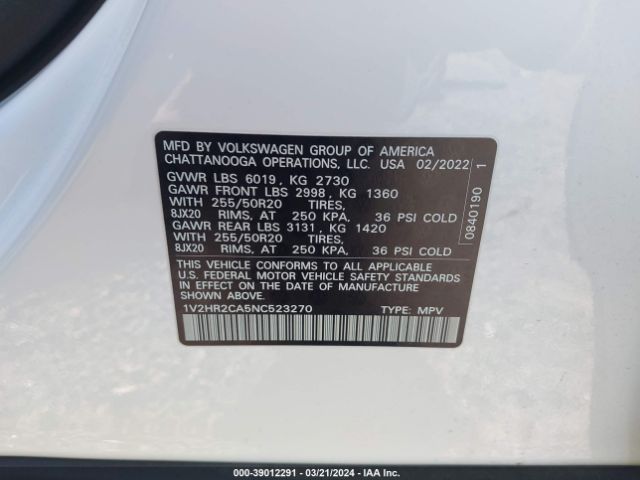 MFD BY VOLKSWAGEN GROUP OF AMERICA
CHATTANOOGA OPERATIONS, LLC. USA 02/2022
GVWR LBS 6019, KG 2730
GAWR FRONT LBS 2998, KG 1360
WITH 255/50R20 TIRES,
8JX20 RIMS, AT 250 KPA, 36 PSI COLD
GAWR REAR LBS 3131, KG 1420
WITH 255/50R20 TIRES,
8JX20 RIMS, AT 250 KPA, 36 PSI COLD
THIS VEHICLE CONFORMS TO ALL APPLICABLE
U.S. FEDERAL MOTOR VEHICLE SAFETY STANDARDS
IN EFFECT ON THE DATE OF MANUFACTURE
SHOWN ABOVE.
1V2HR2CA5NC523270 TYPE: MPV
0840190 1
000-39012291 - 03/21/2024 - IAA Inc.